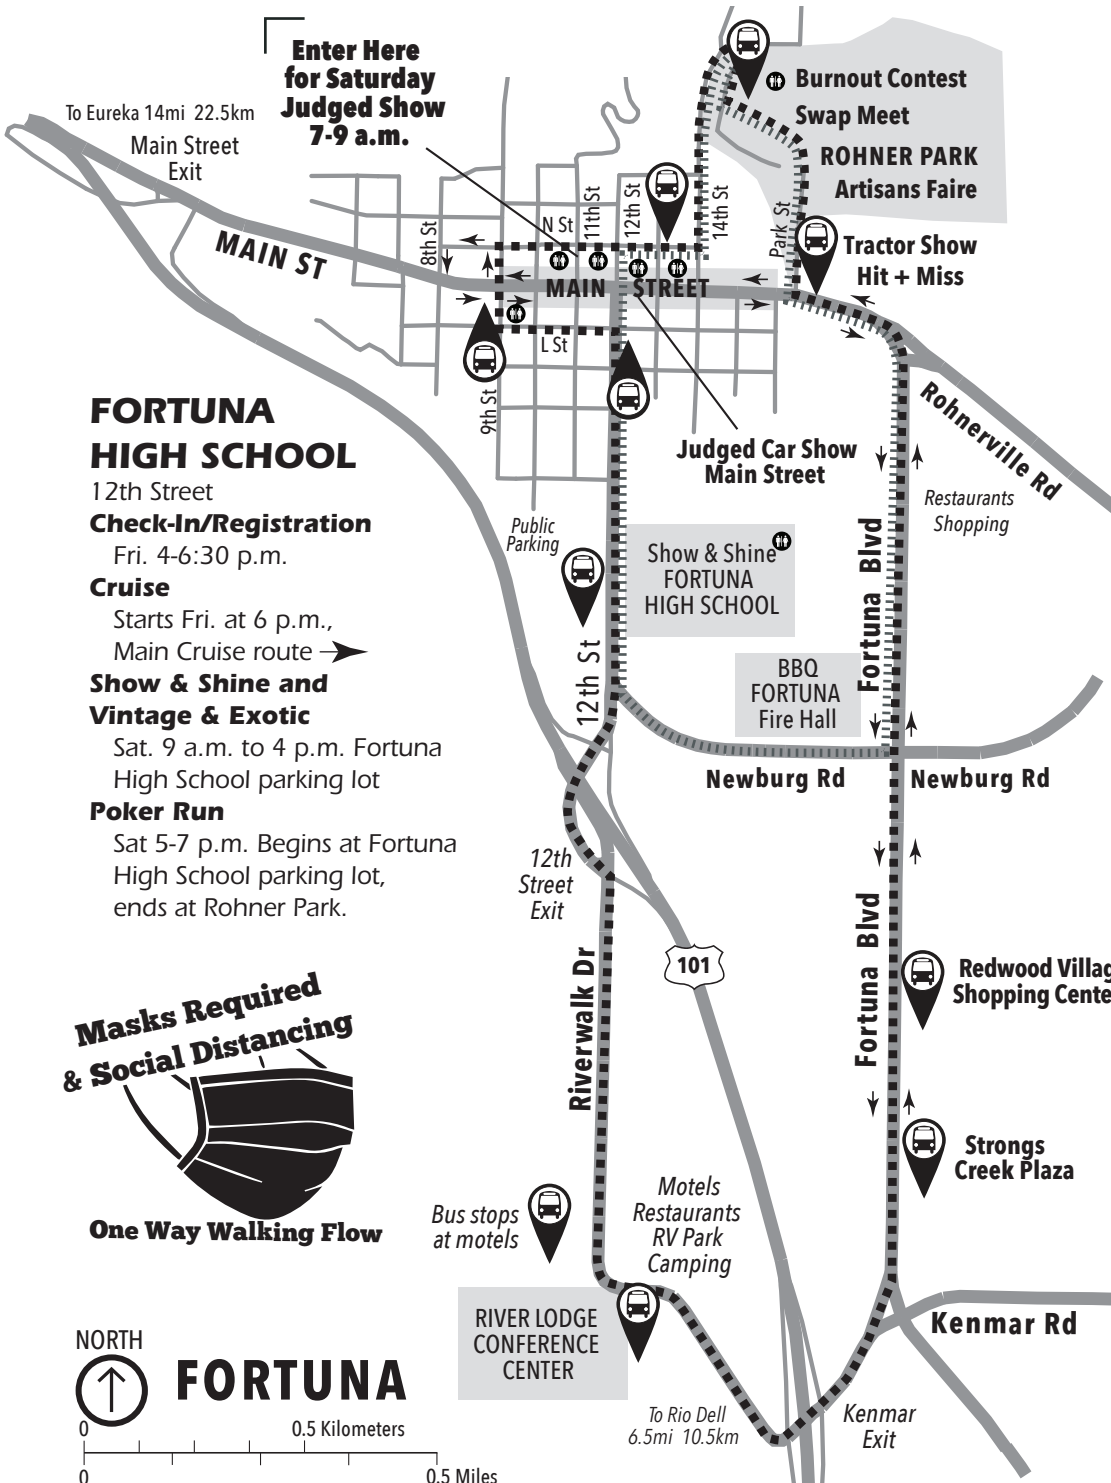 Enter Here
for Saturday
Judged Show
7-9 a.m.
To Eureka 14mi 22.5km
Main Street
Exit
MAIN ST
8th St
N St
11th St
12th St
14th St
Park St
Burnout Contest
Swap Meet
ROHNER PARK
Artisans Faire
Tractor Show
Hit + Miss
MAIN STREET
L St
9th St
Rohnerville Rd
Judged Car Show
Main Street
Restaurants
Shopping
FORTUNA
HIGH SCHOOL
12th Street
Check-In/Registration
Fri. 4-6:30 p.m.
Cruise
Starts Fri. at 6 p.m.,
Main Cruise route
Show & Shine and
Vintage & Exotic
Sat. 9 a.m. to 4 p.m. Fortuna
High School parking lot
Poker Run
Sat 5-7 p.m. Begins at Fortuna
High School parking lot,
ends at Rohner Park.
Public
Parking
Show & Shine
FORTUNA
HIGH SCHOOL
12th St
Fortuna Blvd
BBQ
FORTUNA
Fire Hall
Newburg Rd
Newburg Rd
12th
Street
Exit
101
Riverwalk Dr
Fortuna Blvd
Redwood Villag
Shopping Cente
Strongs
Creek Plaza
Masks Required
& Social Distancing
One Way Walking Flow
Bus stops
at motels
Motels
Restaurants
RV Park
Camping
RIVER LODGE
CONFERENCE
CENTER
Kenmar Rd
To Rio Dell
6.5mi 10.5km
Kenmar
Exit
NORTH
FORTUNA
0 0.5 Kilometers
0 0.5 Miles